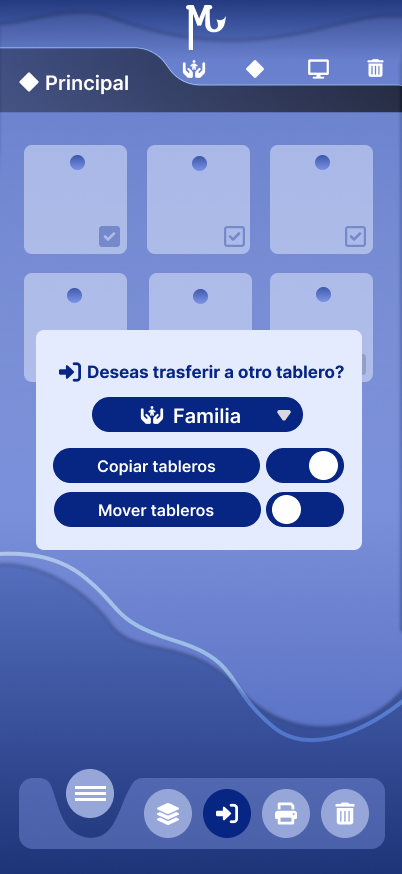 M
Principal
Deseas trasferir a otro tablero?
Familia
Copiar tableros
Mover tableros